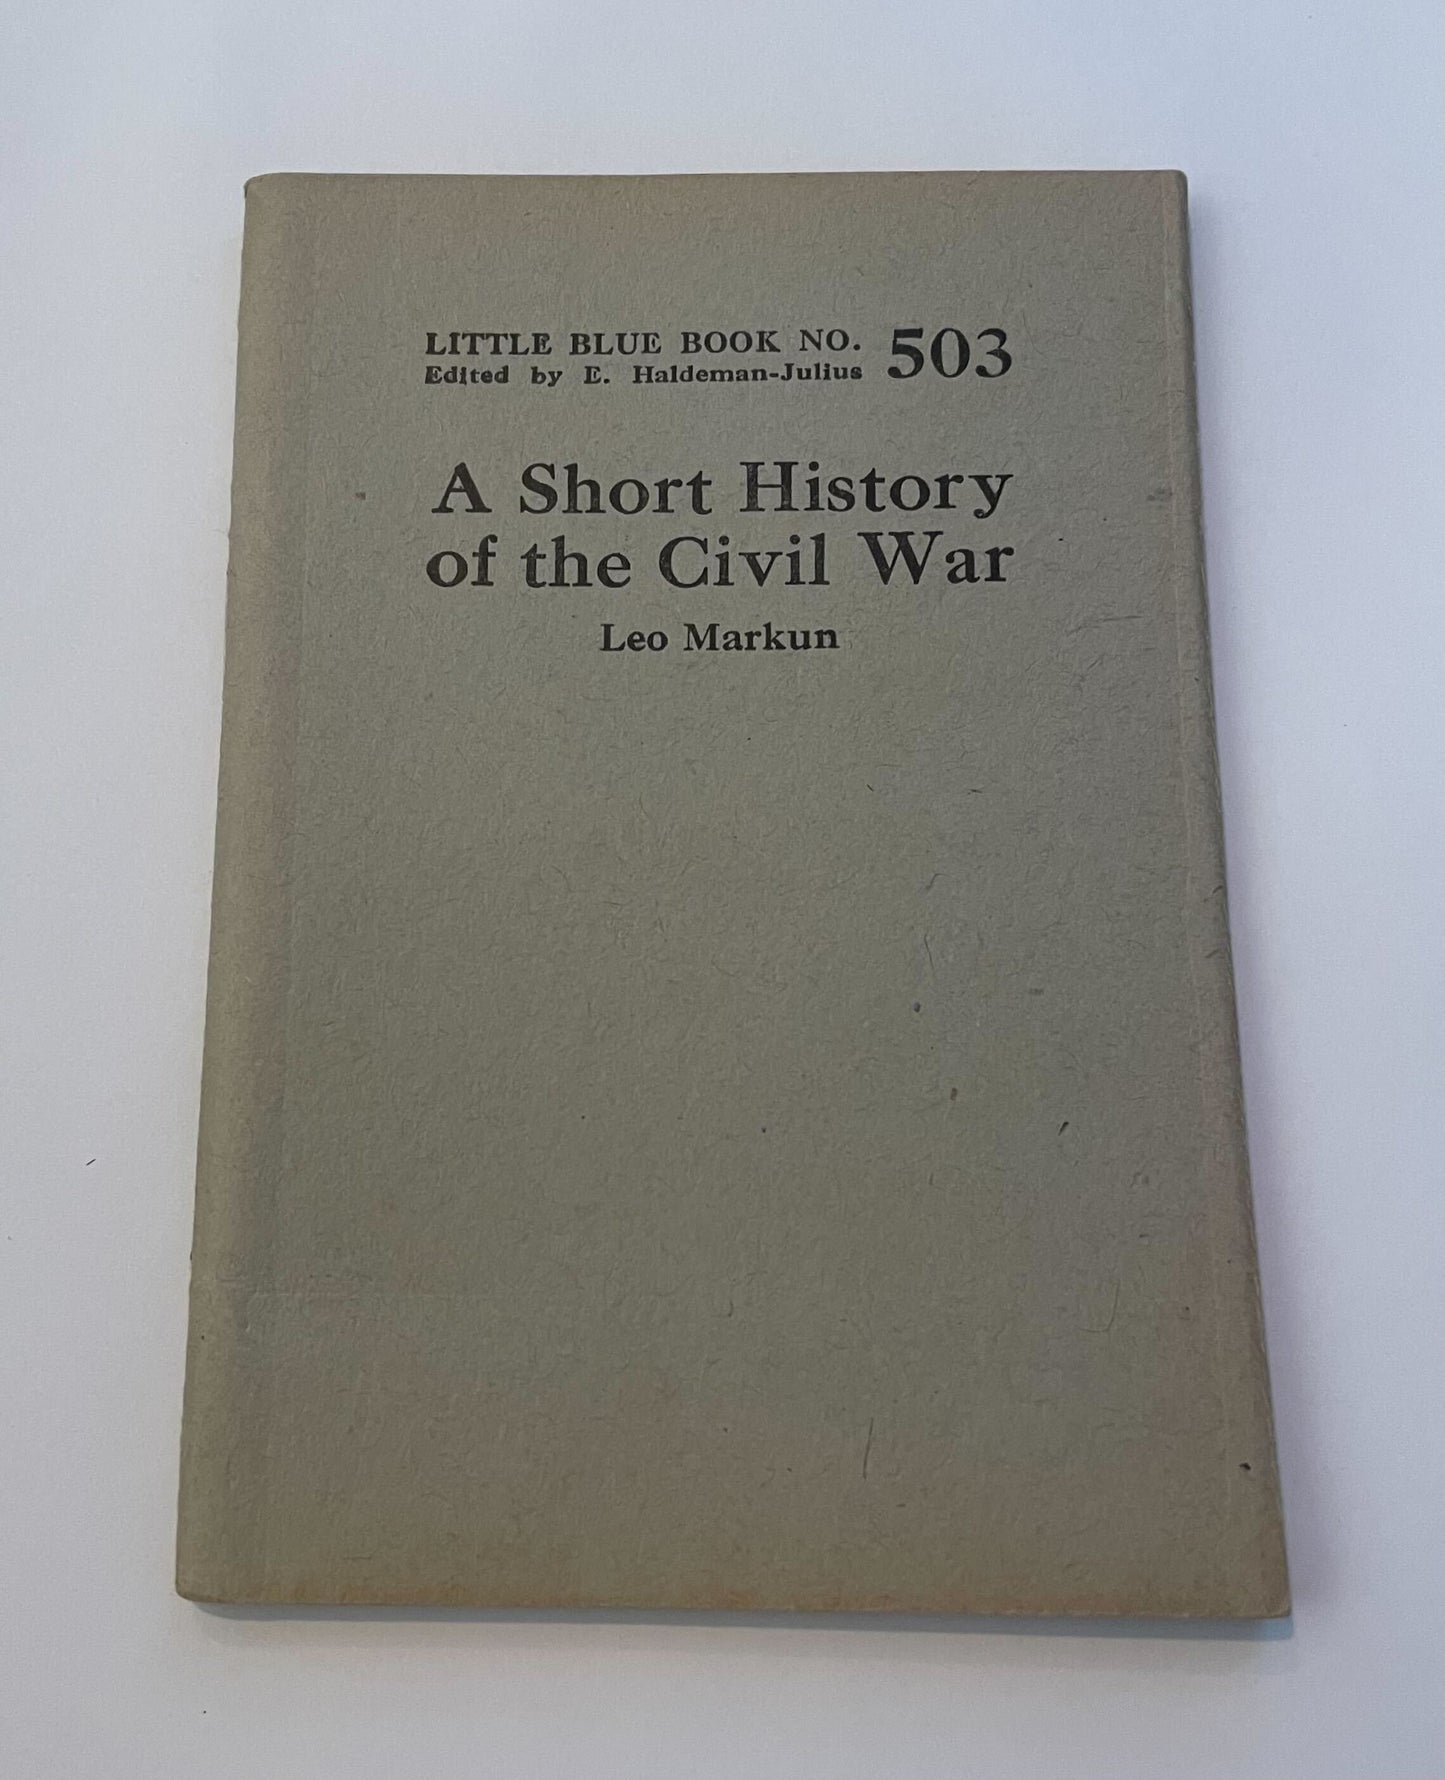 LITTLE BLUE BOOK NO. 503
Edited by E. Haldeman-Julius
A Short History
of the Civil War
Leo Markun